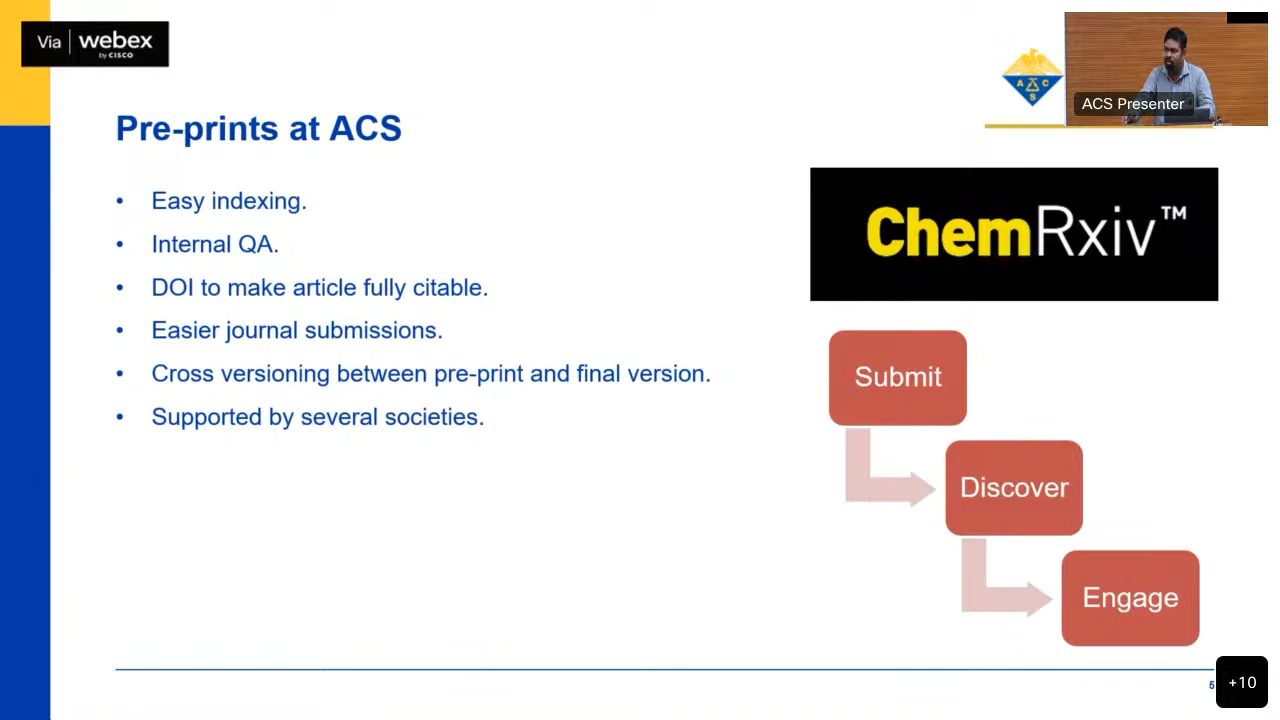 Via webex
by CISCO
A C S
ACS Presenter
Pre-prints at ACS
• Easy indexing.
• Internal QA.
• DOI to make article fully citable.
• Easier journal submissions.
• Cross versioning between pre-print and final version.
• Supported by several societies.
ChemRxiv™
Submit
Discover
Engage
5
+10